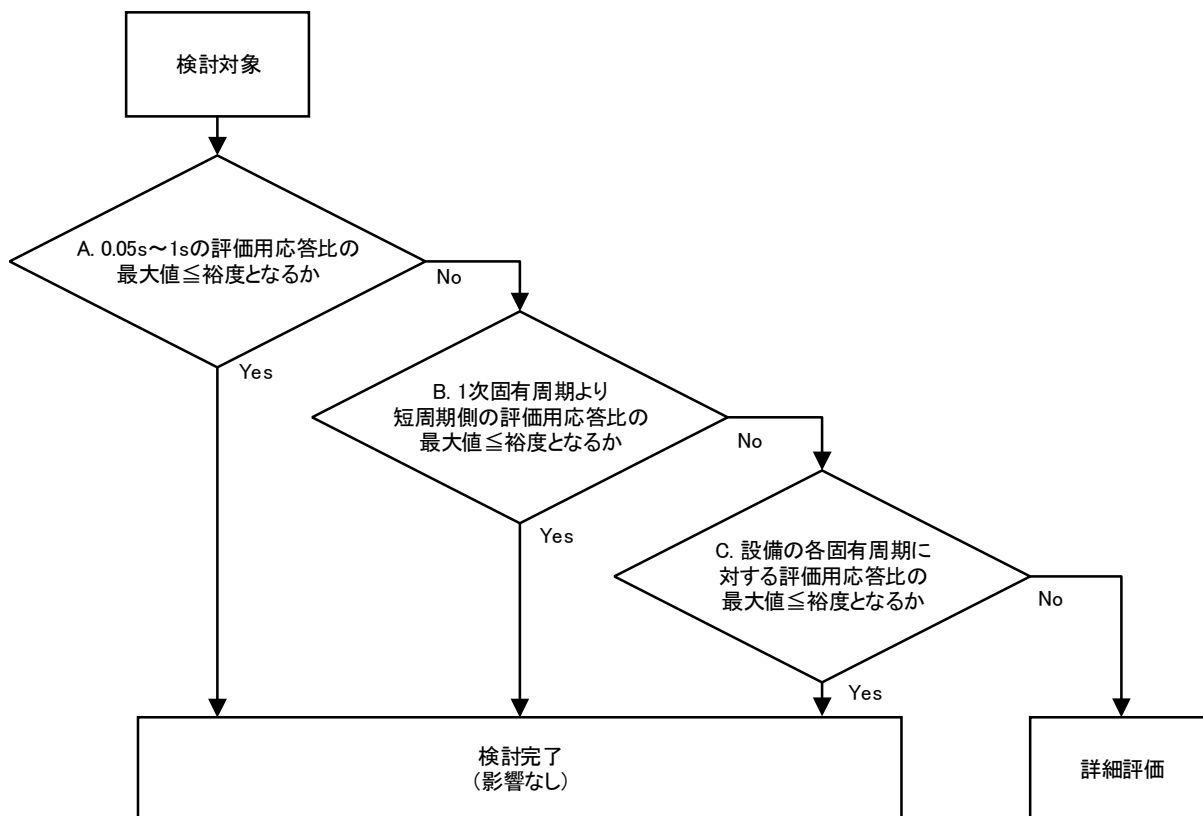 検討対象
A. 0.05s～1sの評価用応答比の
最大値≦裕度となるか
No
Yes
B. 1次固有周期より
短周期側の評価用応答比の
最大値≦裕度となるか
No
Yes
C. 設備の各固有周期に
対する評価用応答比の
最大値≦裕度となるか
No
Yes
検討完了
（影響なし）
詳細評価